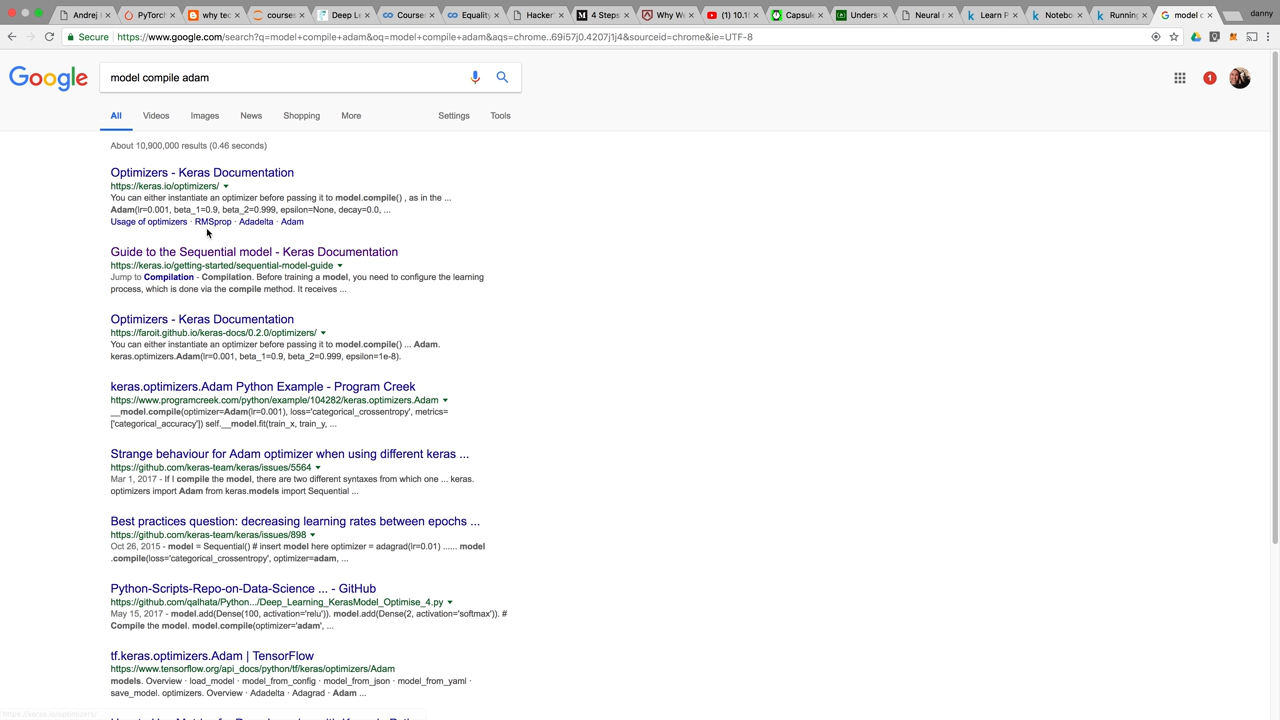 Andrej
PyTorc
why tec
courses
Deep Le
Course
Equality
Hacker
4 Steps
Why We
(1) 10.1
Capsule
Unders
Neural
Learn P
Notebo
Running
model c
danny
Secure
https://www.google.com/search?q=model+compile+adam&oq=model+compile+adam&aqs=chrome..69i57j0.4207j1j4&sourceid=chrome&ie=UTF-8
Google
model compile adam
1
All Videos Images News Shopping More Settings Tools
About 10,900,000 results (0.46 seconds)
Optimizers - Keras Documentation
https://keras.io/optimizers/
You can either instantiate an optimizer before passing it to model.compile() , as in the ...
Adam(lr=0.001, beta_1=0.9, beta_2=0.999, epsilon=None, decay=0.0, ...
Usage of optimizers · RMSprop · Adadelta · Adam
Guide to the Sequential model - Keras Documentation
https://keras.io/getting-started/sequential-model-guide
Jump to Compilation - Compilation. Before training a model, you need to configure the learning
process, which is done via the compile method. It receives ...
Optimizers - Keras Documentation
https://faroit.github.io/keras-docs/0.2.0/optimizers/
You can either instantiate an optimizer before passing it to model.compile() ... Adam.
keras.optimizers.Adam(lr=0.001, beta_1=0.9, beta_2=0.999, epsilon=1e-8).
keras.optimizers.Adam Python Example - Program Creek
https://www.programcreek.com/python/example/104282/keras.optimizers.Adam
__model.compile(optimizer=Adam(lr=0.001), loss='categorical_crossentropy', metrics=
['categorical_accuracy']) self.__model.fit(train_x, train_y, ...
Strange behaviour for Adam optimizer when using different keras ...
https://github.com/keras-team/keras/issues/5564
Mar 1, 2017 - If I compile the model, there are two different syntaxes from which one ... keras.
optimizers import Adam from keras.models import Sequential ...
Best practices question: decreasing learning rates between epochs ...
https://github.com/keras-team/keras/issues/898
Oct 26, 2015 - model = Sequential() # insert model here optimizer = adagrad(lr=0.01) ...... model
.compile(loss='categorical_crossentropy', optimizer=adam, ...
Python-Scripts-Repo-on-Data-Science ... - GitHub
https://github.com/qalhata/Python.../Deep_Learning_KerasModel_Optimise_4.py
May 15, 2017 - model.add(Dense(100, activation='relu')). model.add(Dense(2, activation='softmax')). #
Compile the model. model.compile(optimizer='adam', ...
tf.keras.optimizers.Adam | TensorFlow
https://www.tensorflow.org/api_docs/python/tf/keras/optimizers/Adam
models. Overview · load_model · model_from_config · model_from_json · model_from_yaml ·
save_model. optimizers. Overview · Adadelta · Adagrad · Adam ...
https://keras.io/optimizers/